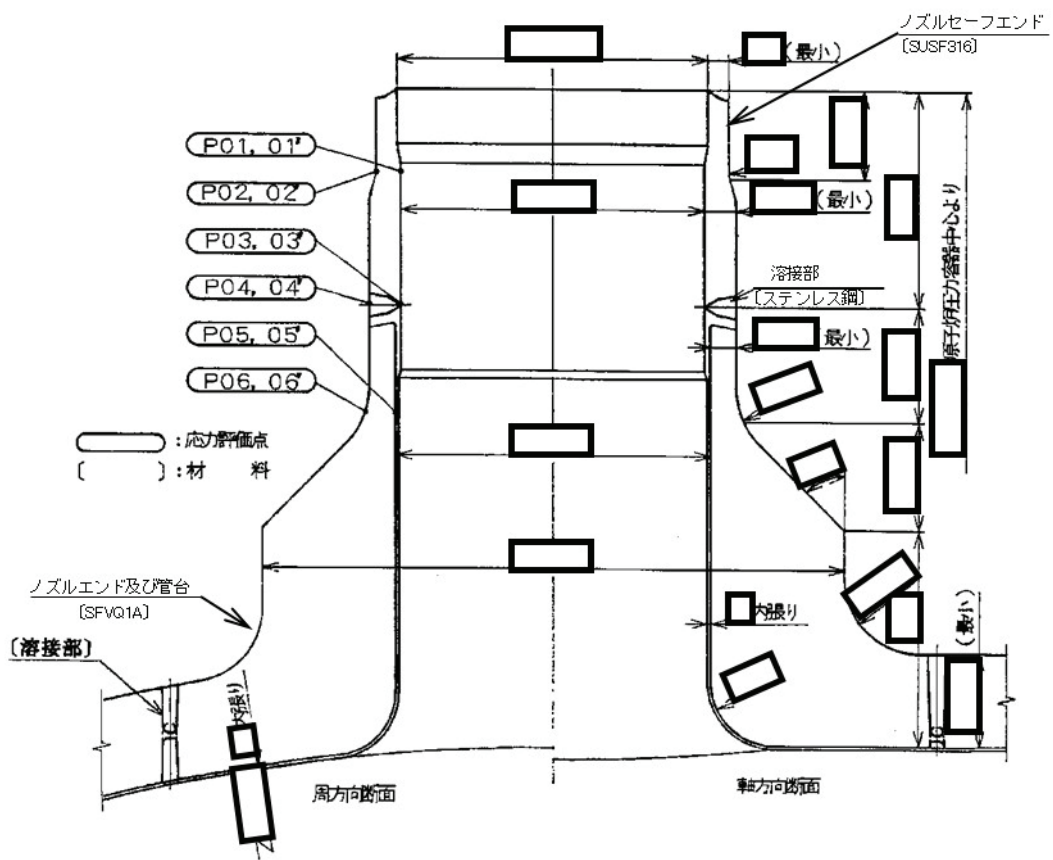 ノズルセーフエンド
〔SUSF316〕
(最小)
P01, 01'
P02, 02'
(最小)
原子炉圧力容器中心より
P03, 03'
溶接部
〔ステンレス鋼〕
P04, 04'
P05, 05'
(最小)
P06, 06'
：応力評価点
〔　　　〕：材　料
ノズルエンド及び管台
〔SFVQ1A〕
内張り
(最小)
〔溶接部〕
内張り
周方向断面
軸方向断面